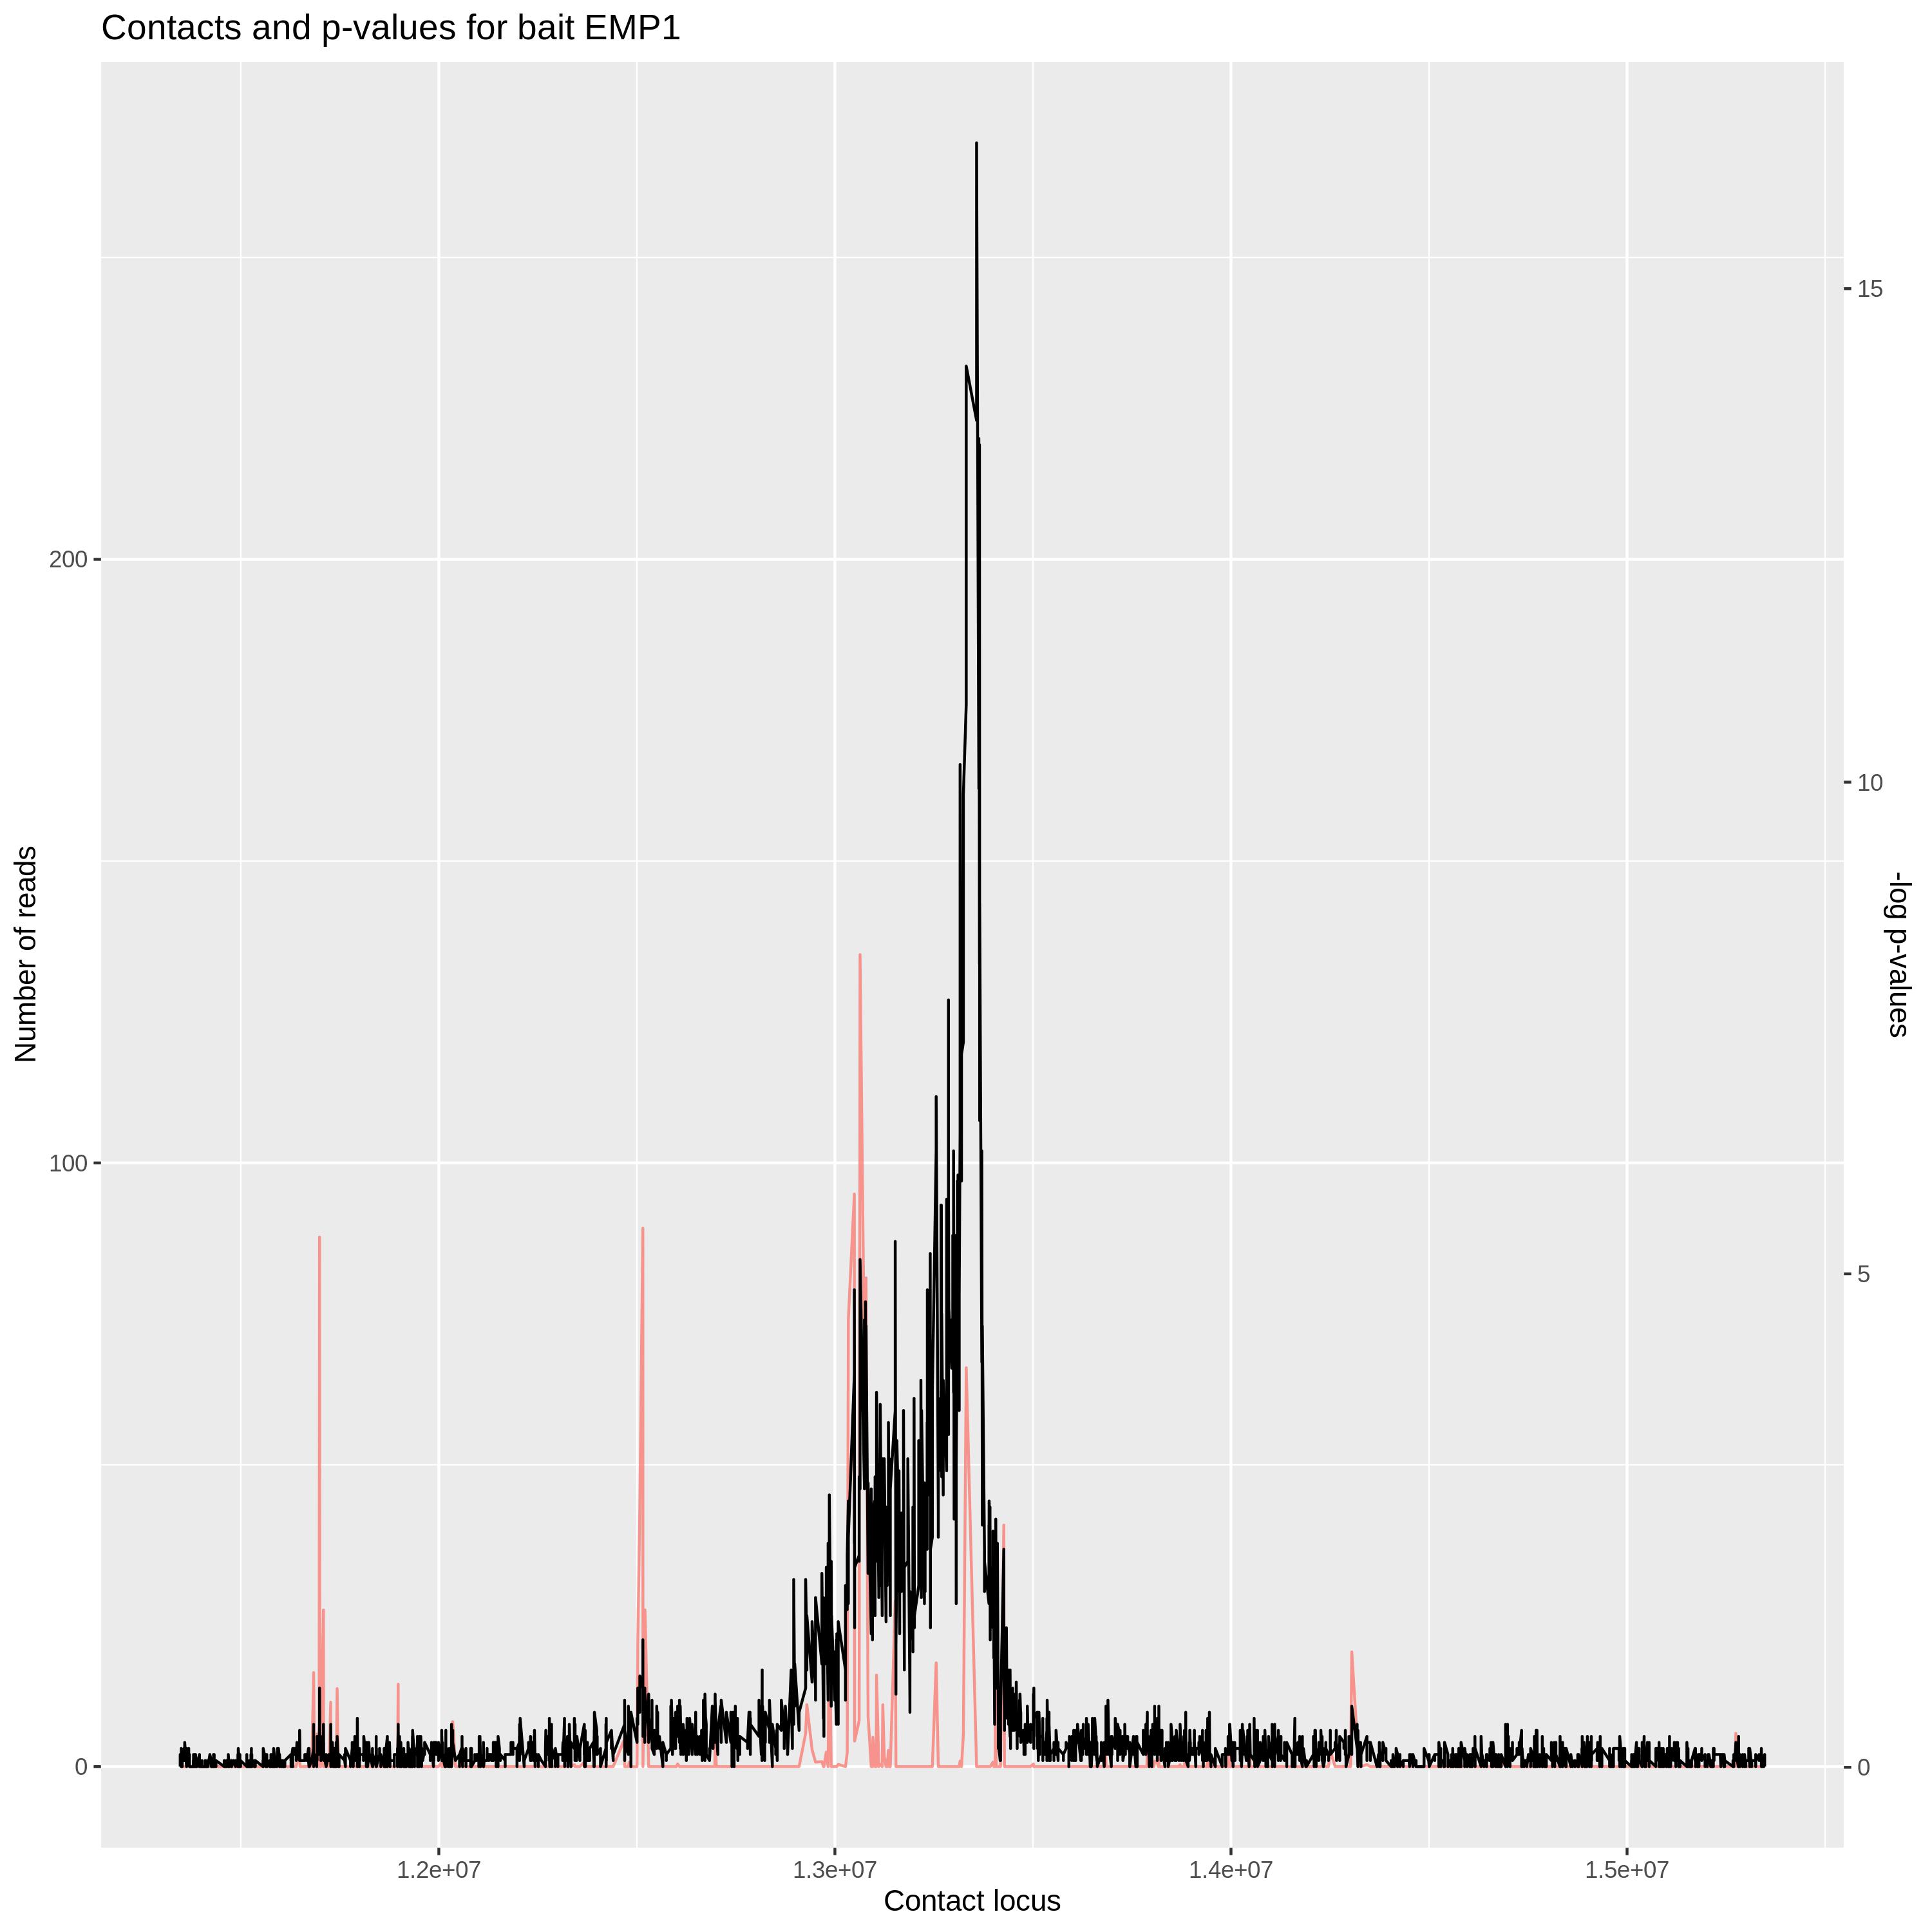 Contacts and p-values for bait EMP1
15
200
10
Number of reads
-log p-values
5
100
0
0
1.2e+07
1.3e+07
1.4e+07
1.5e+07
Contact locus